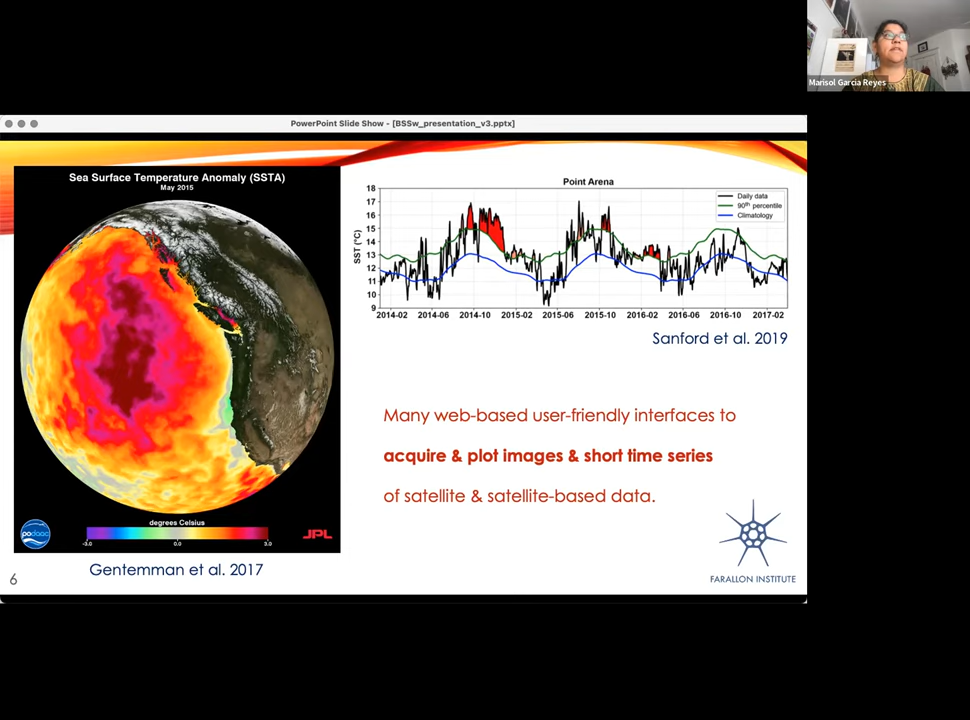 Marisol Garcia Reyes
PowerPoint Slide Show - [BSSw_presentation_v3.pptx]
Sea Surface Temperature Anomaly (SSTA)
May 2015
degrees Celsius
-3.0 0.0 3.0
podaac
JPL
Gentemman et al. 2017
6
Point Arena
SST (°C)
18
17
16
15
14
13
12
11
10
9
Daily data
90th percentile
Climatology
2014-02 2014-06 2014-10 2015-02 2015-06 2015-10 2016-02 2016-06 2016-10 2017-02
Sanford et al. 2019
Many web-based user-friendly interfaces to
acquire & plot images & short time series
of satellite & satellite-based data.
FARALLON INSTITUTE